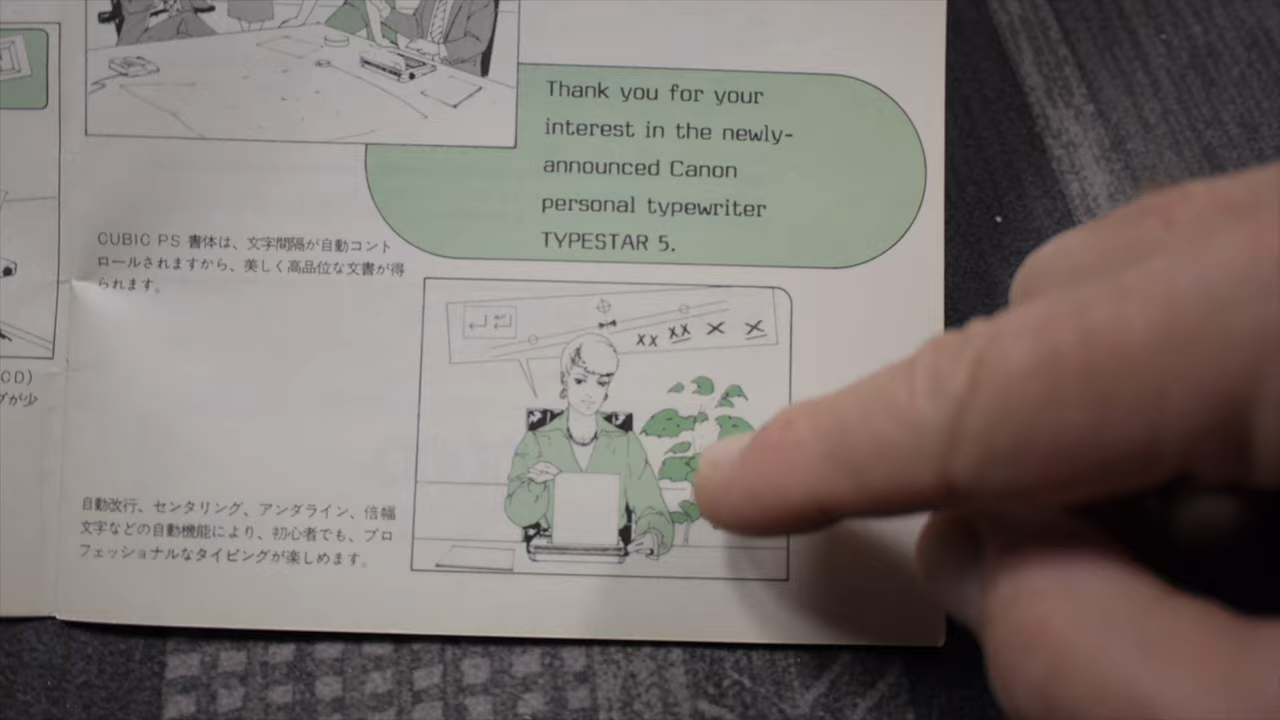 Thank you for your
interest in the newly-
announced Canon
personal typewriter
TYPESTAR 5.
CUBIC PS 書体は、文字間隔が自動コント
ロールされますから、美しく高品位な文書が得
られます。
CD)
が少
xx xx x x
自動改行、センタリング、アンダライン、倍幅
文字などの自動機能により、初心者でも、プロ
フェッショナルなタイピングが楽しめます。